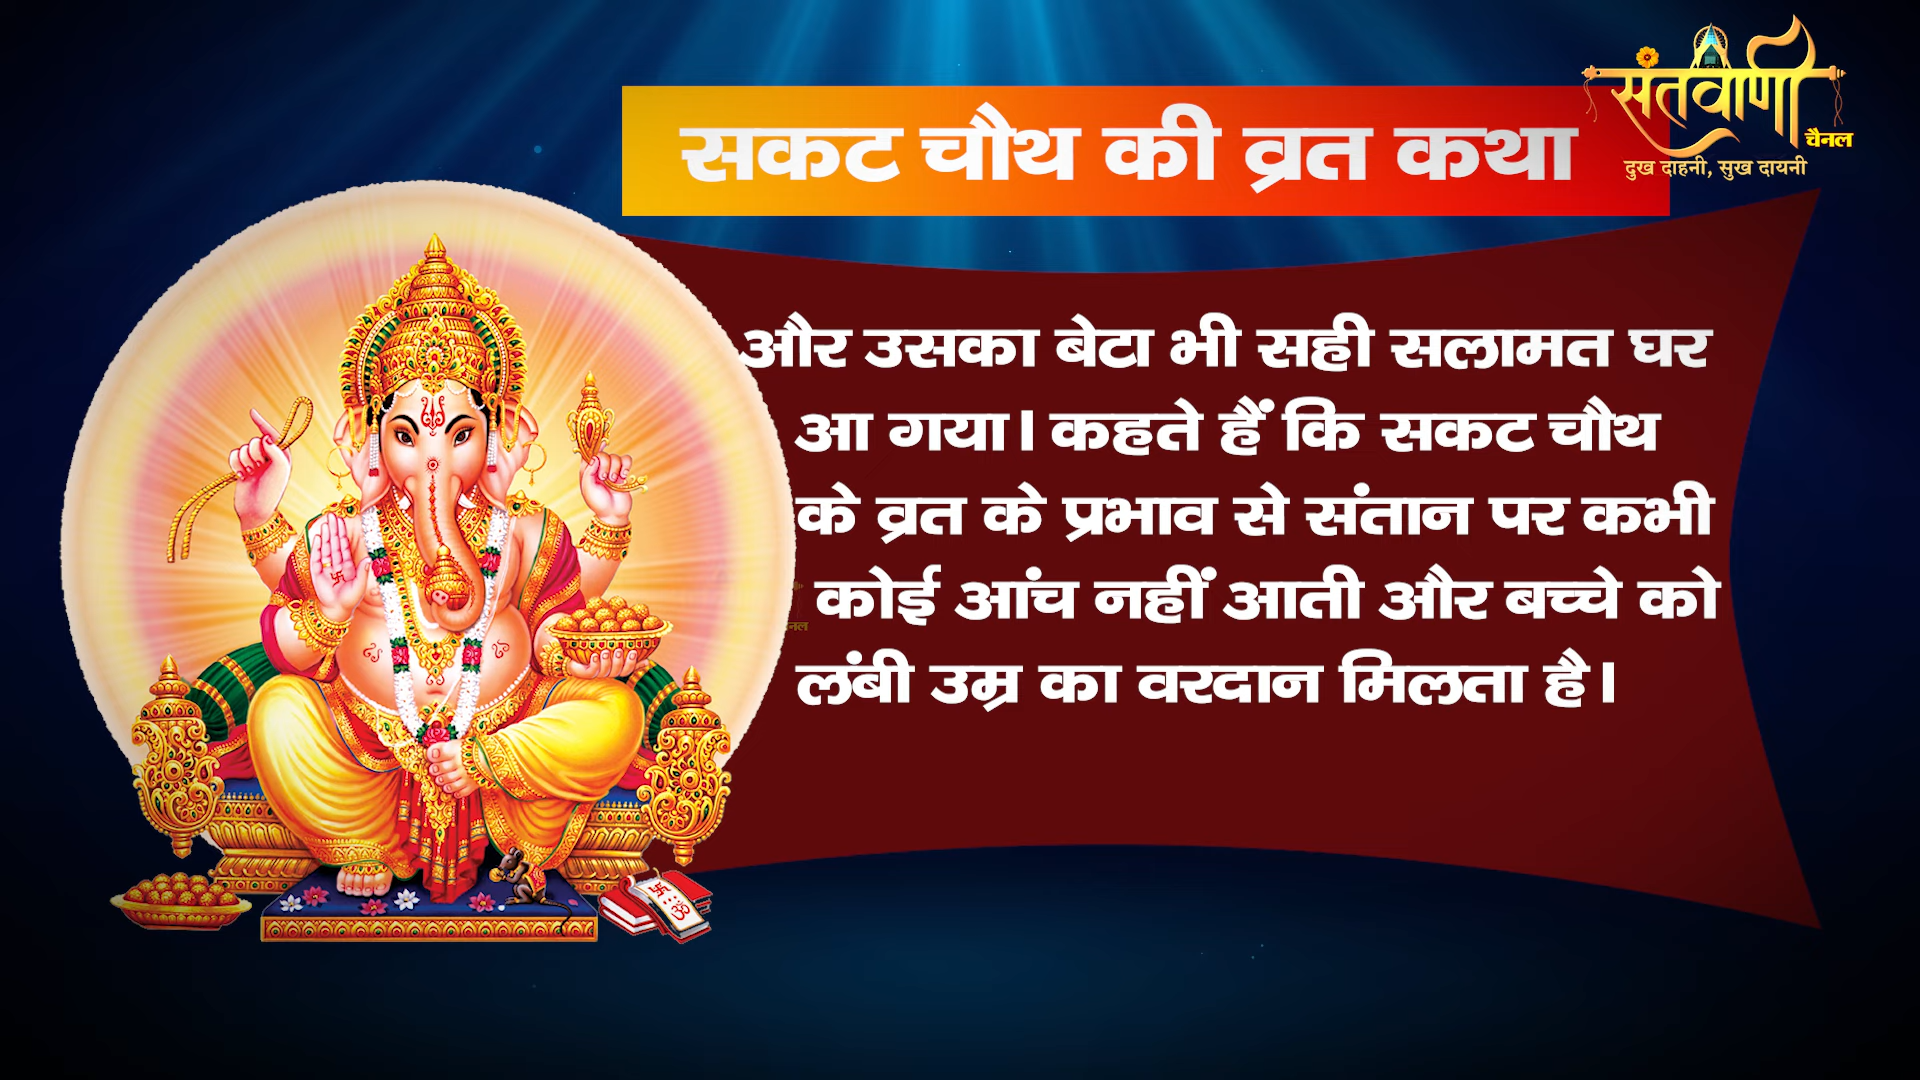 संतवाणी
चैनल
दुख दाहनी, सुख दायनी
सकट चौथ की व्रत कथा
और उसका बेटा भी सही सलामत घर
आ गया। कहते हैं कि सकट चौथ
के व्रत के प्रभाव से संतान पर कभी
कोई आंच नहीं आती और बच्चे को
लंबी उम्र का वरदान मिलता है।